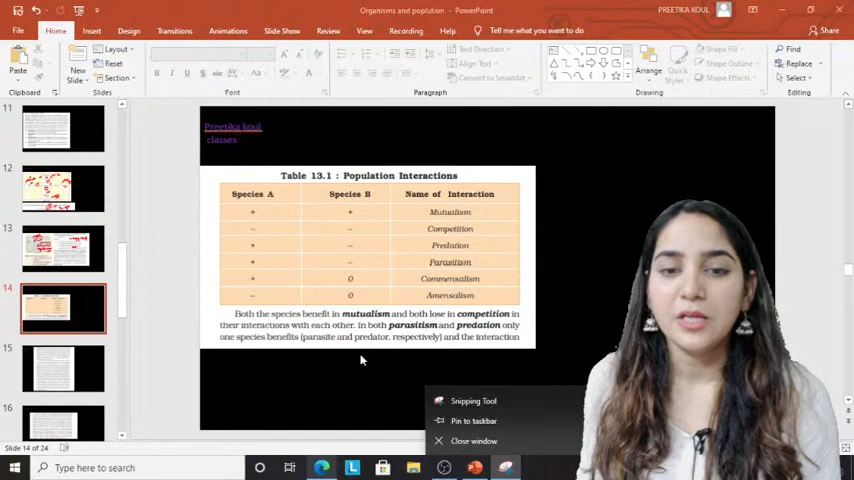 Organisms and poplution - PowerPoint
PREETIKA KOUL
File Home Insert Design Transitions Animations Slide Show Review View Recording Help Tell me what you want to do Share
Paste
New Slide
Layout
Reset
Section
Arrange
Quick Styles
Text Direction
Align Text
Convert to SmartArt
Shape Fill
Shape Outline
Shape Effects
Find
Replace
Select
Clipboard Slides Font Paragraph Drawing Editing
11
12
13
14
15
16
Preetika koul
classes
Table 13.1 : Population Interactions
Species A Species B Name of Interaction
+ + Mutualism
– – Competition
+ – Predation
+ – Parasitism
+ 0 Commensalism
– 0 Amensalism
Both the species benefit in mutualism and both lose in competition in
their interactions with each other. In both parasitism and predation only
one species benefits (parasite and predator, respectively) and the interaction
Snipping Tool
Pin to taskbar
Close window
Slide 14 of 24
Type here to search